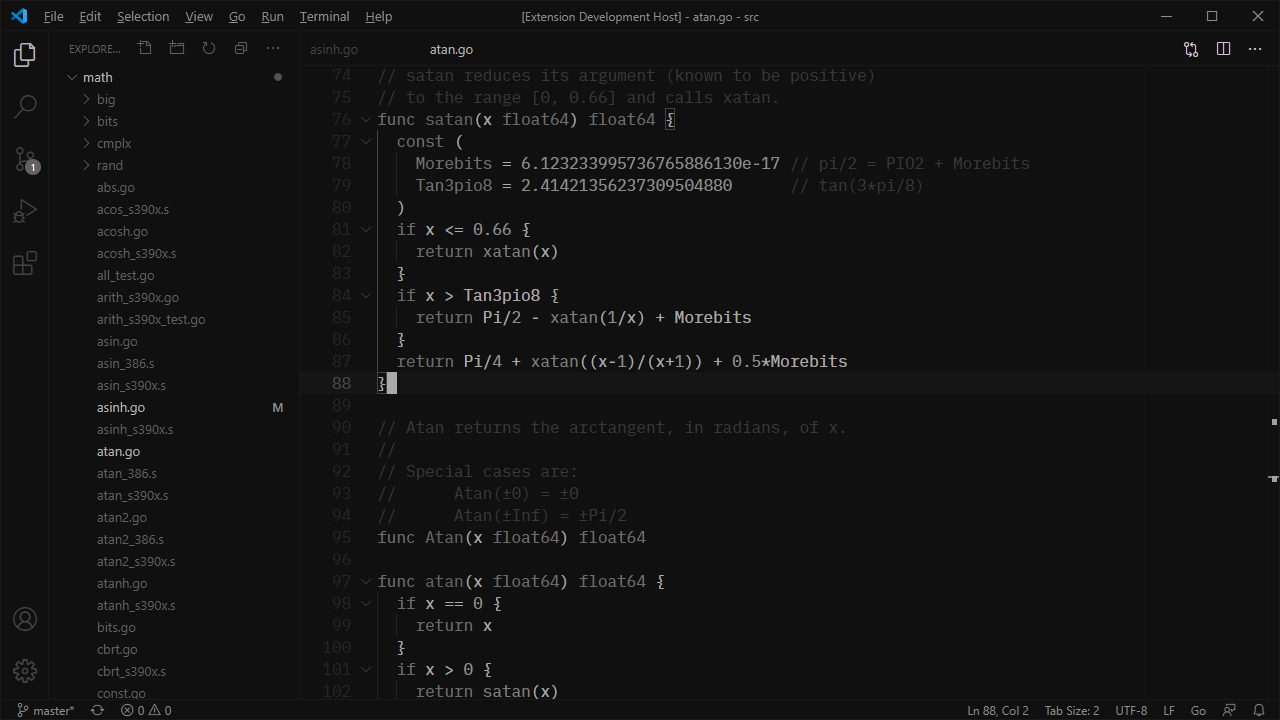 File Edit Selection View Go Run Terminal Help [Extension Development Host] - atan.go - src
EXPLORE...
math
big
bits
cmplx
rand
abs.go
acos_s390x.s
acosh.go
acosh_s390x.s
all_test.go
arith_s390x.go
arith_s390x_test.go
asin.go
asin_386.s
asin_s390x.s
asinh.go M
asinh_s390x.s
atan.go
atan_386.s
atan_s390x.s
atan2.go
atan2_386.s
atan2_s390x.s
atanh.go
atanh_s390x.s
bits.go
cbrt.go
cbrt_s390x.s
const.go
1
asinh.go atan.go
74 // satan reduces its argument (known to be positive)
75 // to the range [0, 0.66] and calls xatan.
76 func satan(x float64) float64 {
77 const (
78 Morebits = 6.123233995736765886130e-17 // pi/2 = PIO2 + Morebits
79 Tan3pio8 = 2.41421356237309504880 // tan(3*pi/8)
80 )
81 if x <= 0.66 {
82 return xatan(x)
83 }
84 if x > Tan3pio8 {
85 return Pi/2 - xatan(1/x) + Morebits
86 }
87 return Pi/4 + xatan((x-1)/(x+1)) + 0.5*Morebits
88 }
89
90 // Atan returns the arctangent, in radians, of x.
91 //
92 // Special cases are:
93 // Atan(±0) = ±0
94 // Atan(±Inf) = ±Pi/2
95 func Atan(x float64) float64
96
97 func atan(x float64) float64 {
98 if x == 0 {
99 return x
100 }
101 if x > 0 {
102 return satan(x)
master* 0 0 Ln 88, Col 2 Tab Size: 2 UTF-8 LF Go